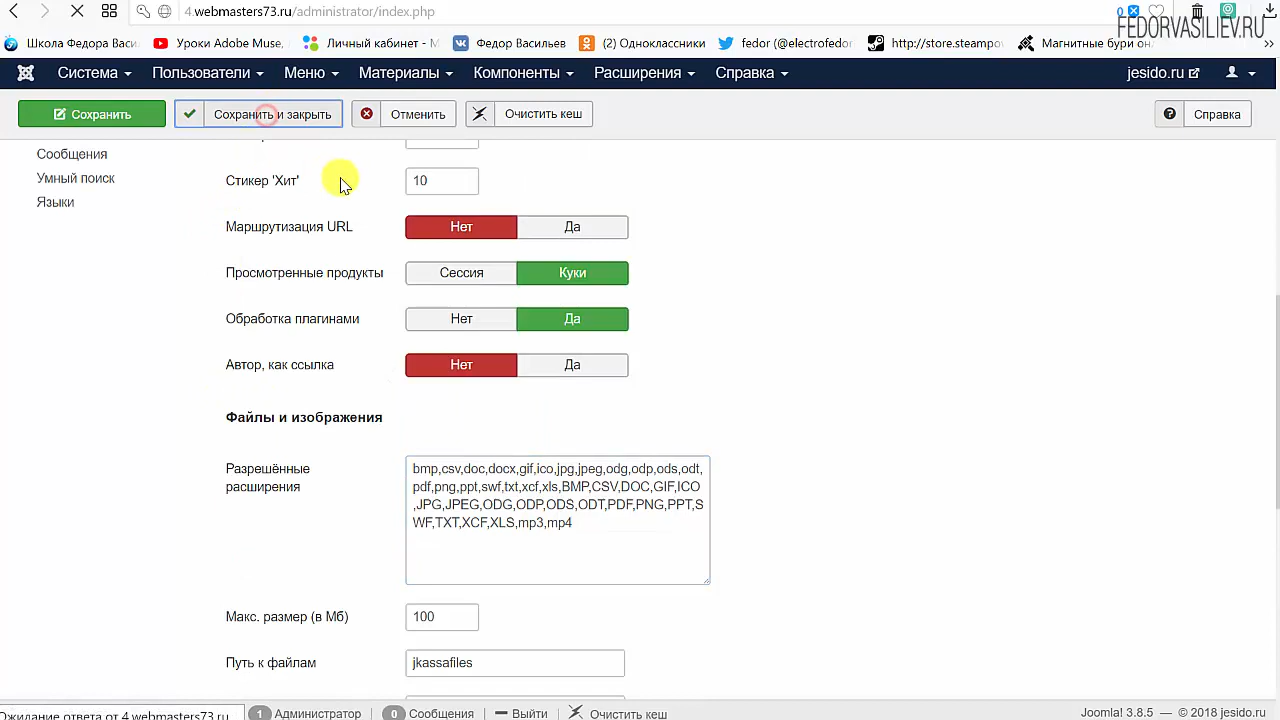 4.webmasters73.ru/administrator/index.php
0
FEDORVASILIEV.RU
Школа Федора Васи.
Уроки Adobe Muse,
Личный кабинет - М
Федор Васильев
(2) Одноклассники
fedor (@electrofedor
http://store.steampov
Магнитные бури он
»
Система
Пользователи
Меню
Материалы
Компоненты
Расширения
Справка
jesido.ru
Сохранить
Сохранить и закрыть
Отменить
Очистить кеш
Справка
Сообщения
Умный поиск
Языки
Стикер 'Хит'
10
Маршрутизация URL
Нет
Да
Просмотренные продукты
Сессия
Куки
Обработка плагинами
Нет
Да
Автор, как ссылка
Нет
Да
Файлы и изображения
Разрешённые
расширения
bmp,csv,doc,docx,gif,ico,jpg,jpeg,odg,odp,ods,odt,
pdf,png,ppt,swf,txt,xcf,xls,BMP,CSV,DOC,GIF,ICO
,JPG,JPEG,ODG,ODP,ODS,ODT,PDF,PNG,PPT,S
WF,TXT,XCF,XLS,mp3,mp4
Макс. размер (в Мб)
100
Путь к файлам
jkassafiles
Ожидание ответа от 4.webmasters73.ru...
1 Администратор
0 Сообщения
Выйти
Очистить кеш
Joomla! 3.8.5 — © 2018 jesido.ru